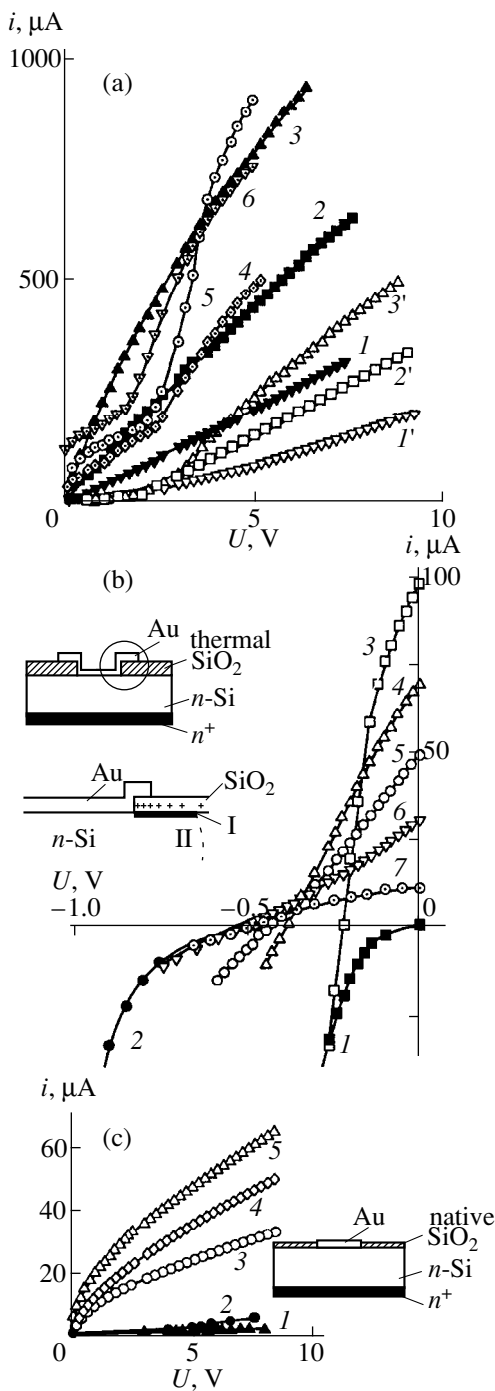 i, μA
1000
(a)
3
6
2
500
4
5
3'
1
2'
1'
0
5
10
U, V
i, μA
(b)
100
Au
thermal
SiO2
3
n-Si
4
n+
50
5
Au
SiO2
6
+++++ + +
I
n-Si
II
7
U, V
–1.0
–0.5
0
2
1
i, μA
(c)
60
5
40
4
Au
native
SiO2
3
20
n-Si
2
1
n+
0
5
10
U, V